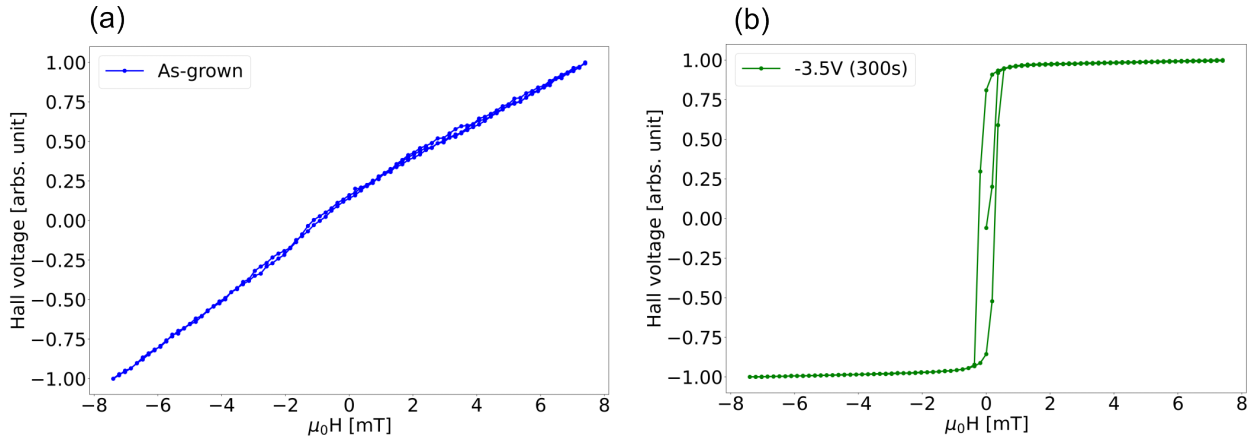 (a)
Hall voltage [arbs. unit]
1.00
0.75
0.50
0.25
0.00
−0.25
−0.50
−0.75
−1.00
As-grown
−8 −6 −4 −2 0 2 4 6 8
μ₀H [mT]
(b)
Hall voltage [arbs. unit]
1.00
0.75
0.50
0.25
0.00
−0.25
−0.50
−0.75
−1.00
-3.5V (300s)
−8 −6 −4 −2 0 2 4 6 8
μ₀H [mT]